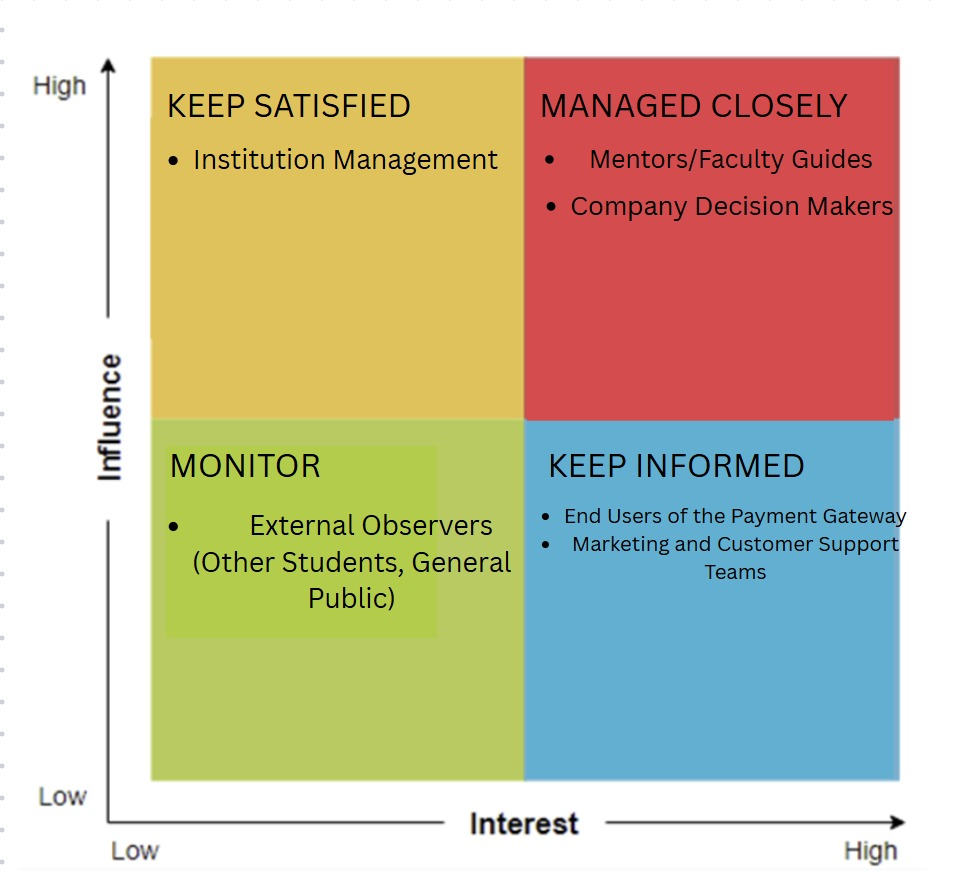 High
KEEP SATISFIED
• Institution Management
MANAGED CLOSELY
• Mentors/Faculty Guides
• Company Decision Makers
Influence
MONITOR
• External Observers
(Other Students, General
Public)
KEEP INFORMED
• End Users of the Payment Gateway
• Marketing and Customer Support
Teams
Low
Interest
Low
High